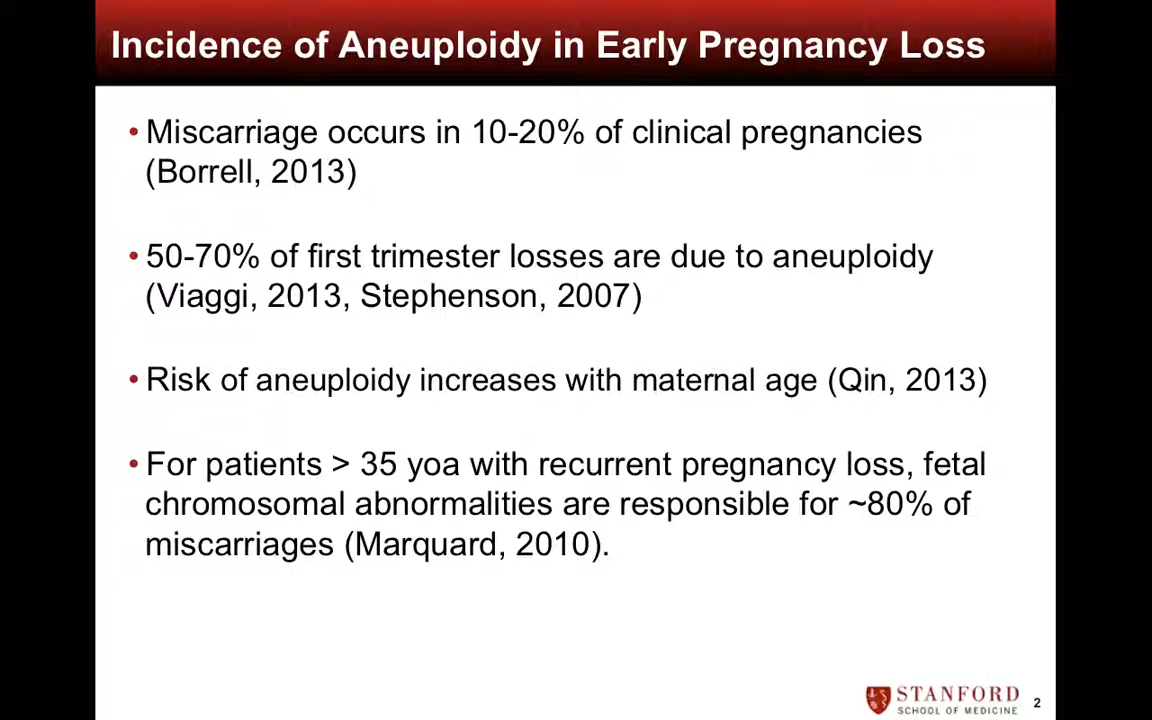 Incidence of Aneuploidy in Early Pregnancy Loss
• Miscarriage occurs in 10-20% of clinical pregnancies
(Borrell, 2013)
• 50-70% of first trimester losses are due to aneuploidy
(Viaggi, 2013, Stephenson, 2007)
• Risk of aneuploidy increases with maternal age (Qin, 2013)
• For patients > 35 yoa with recurrent pregnancy loss, fetal
chromosomal abnormalities are responsible for ~80% of
miscarriages (Marquard, 2010).
STANFORD
SCHOOL OF MEDICINE
2